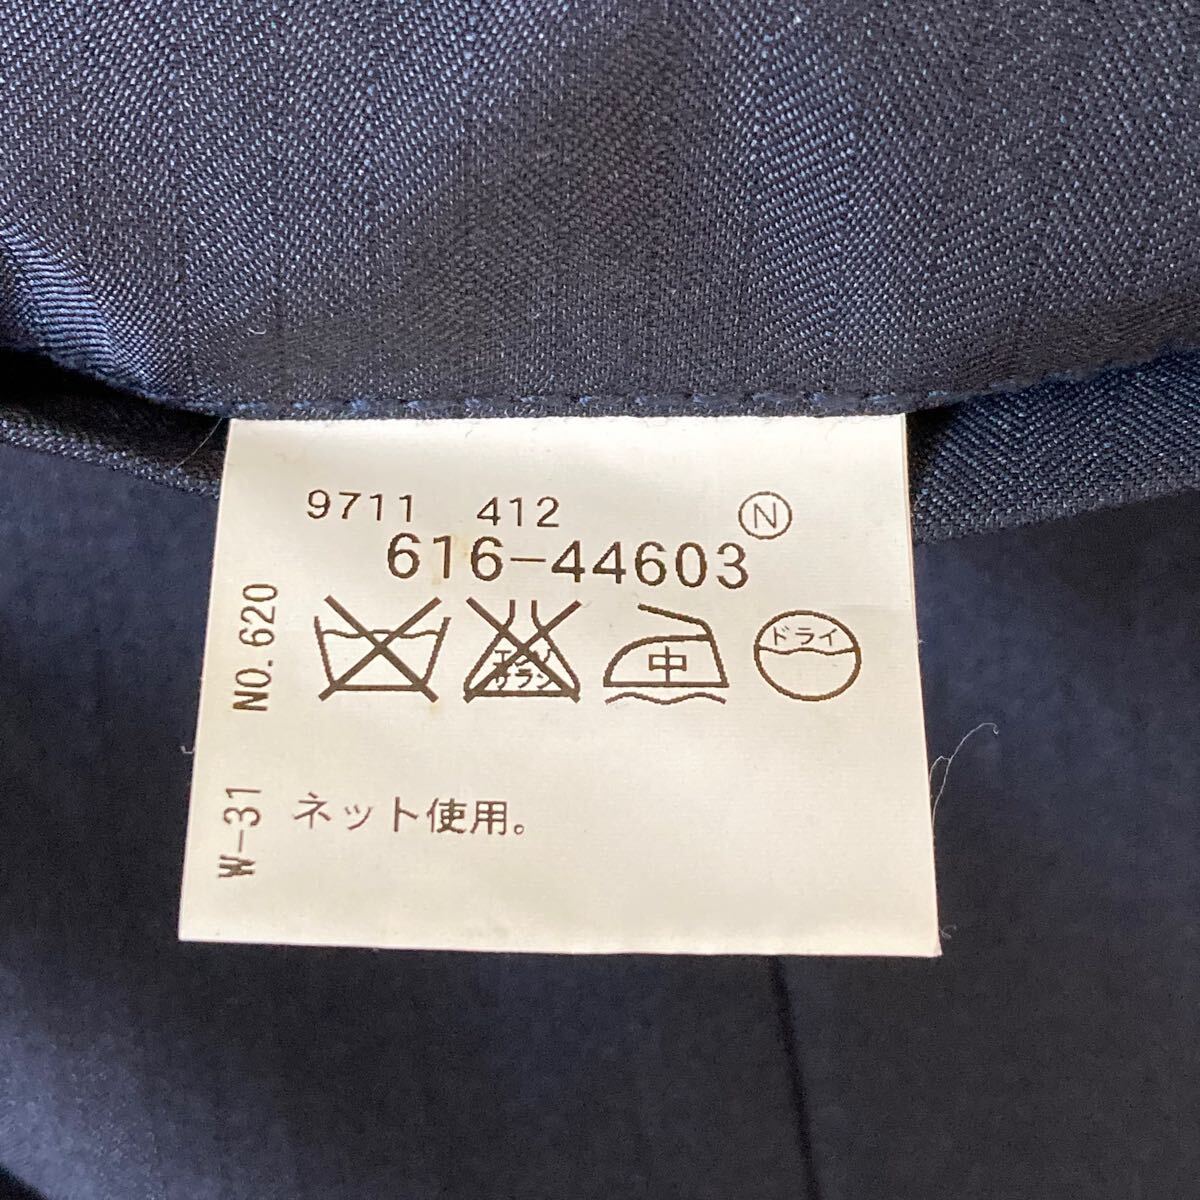 9711 412 N
616-44603
エンソ
サラシ
中
ドライ
ネット使用。
W-31 NO.620